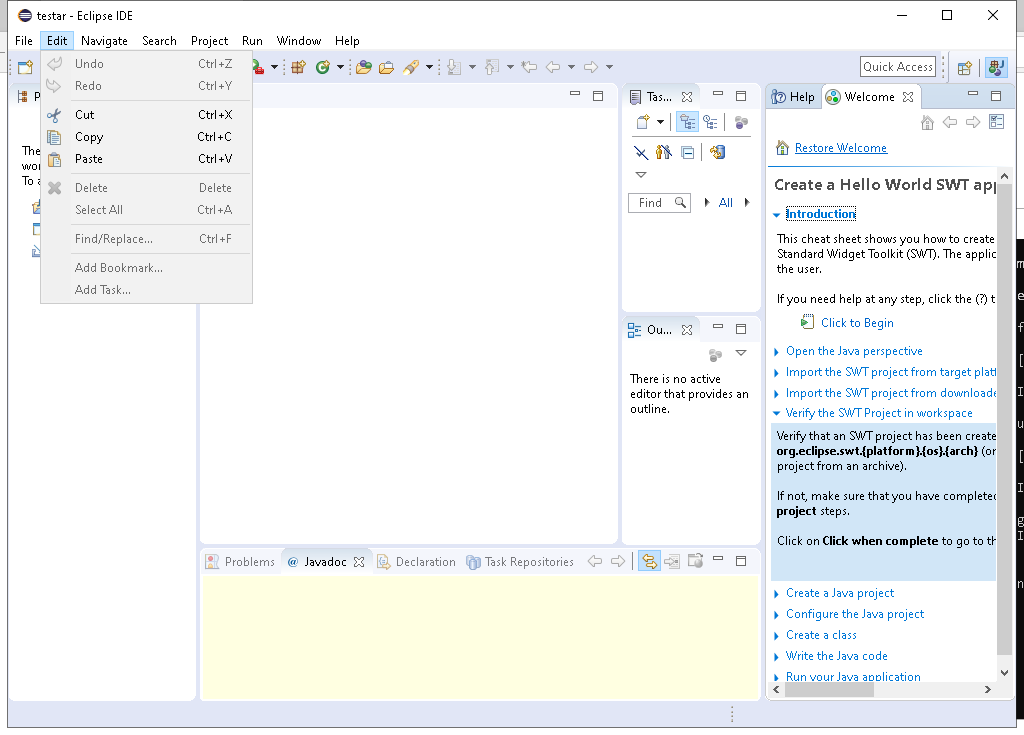 testar - Eclipse IDE
File Edit Navigate Search Project Run Window Help
Undo Ctrl+Z
Redo Ctrl+Y
Cut Ctrl+X
Copy Ctrl+C
Paste Ctrl+V
Delete Delete
Select All Ctrl+A
Find/Replace... Ctrl+F
Add Bookmark...
Add Task...
Quick Access
P
The
wo
To a
Tas...
Find
All
Ou...
There is no active
editor that provides an
outline.
Problems @ Javadoc Declaration Task Repositories
Help Welcome
Restore Welcome
Create a Hello World SWT app
Introduction
This cheat sheet shows you how to create
Standard Widget Toolkit (SWT). The applic
the user.
If you need help at any step, click the (?) t
Click to Begin
Open the Java perspective
Import the SWT project from target platf
Import the SWT project from downloade
Verify the SWT Project in workspace
Verify that an SWT project has been create
org.eclipse.swt.{platform}.{os}.{arch} (or
project from an archive).
If not, make sure that you have completed
project steps.
Click on Click when complete to go to th
Create a Java project
Configure the Java project
Create a class
Write the Java code
Run your Java application
m
e
f
[
I
u
[
I
g
I
n